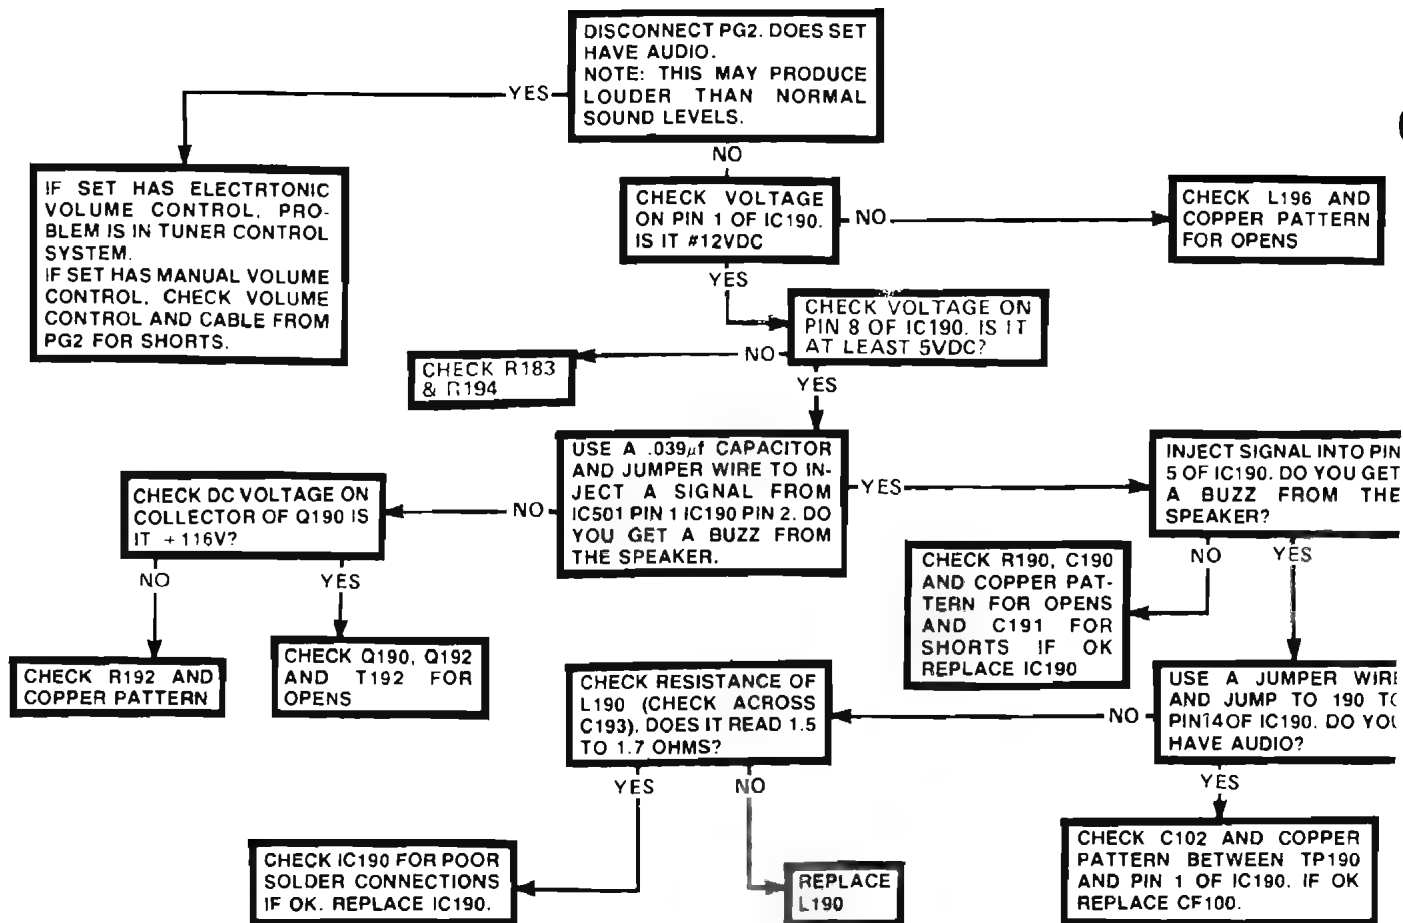 DISCONNECT PG2. DOES SET
HAVE AUDIO.
NOTE: THIS MAY PRODUCE
LOUDER THAN NORMAL
SOUND LEVELS.
YES
NO
IF SET HAS ELECTRTONIC
VOLUME CONTROL, PRO-
BLEM IS IN TUNER CONTROL
SYSTEM.
IF SET HAS MANUAL VOLUME
CONTROL, CHECK VOLUME
CONTROL AND CABLE FROM
PG2 FOR SHORTS.
CHECK VOLTAGE
ON PIN 1 OF IC190.
IS IT #12VDC
NO
CHECK L196 AND
COPPER PATTERN
FOR OPENS
YES
CHECK VOLTAGE ON
PIN 8 OF IC190. IS IT
AT LEAST 5VDC?
NO
CHECK R183
& R194
YES
USE A .039µf CAPACITOR
AND JUMPER WIRE TO IN-
JECT A SIGNAL FROM
IC501 PIN 1 IC190 PIN 2. DO
YOU GET A BUZZ FROM
THE SPEAKER.
YES
INJECT SIGNAL INTO PIN
5 OF IC190. DO YOU GET
A BUZZ FROM THE
SPEAKER?
NO
CHECK DC VOLTAGE ON
COLLECTOR OF Q190 IS
IT +116V?
NO
YES
CHECK R192 AND
COPPER PATTERN
CHECK Q190, Q192
AND T192 FOR
OPENS
NO
YES
CHECK R190, C190
AND COPPER PAT-
TERN FOR OPENS
AND C191 FOR
SHORTS IF OK
REPLACE IC190
USE A JUMPER WIRE
AND JUMP TO 190 TO
PIN14OF IC190. DO YOU
HAVE AUDIO?
NO
CHECK RESISTANCE OF
L190 (CHECK ACROSS
C193). DOES IT READ 1.5
TO 1.7 OHMS?
YES
NO
YES
CHECK IC190 FOR POOR
SOLDER CONNECTIONS
IF OK. REPLACE IC190.
REPLACE
L190
CHECK C102 AND COPPER
PATTERN BETWEEN TP190
AND PIN 1 OF IC190. IF OK
REPLACE CF100.